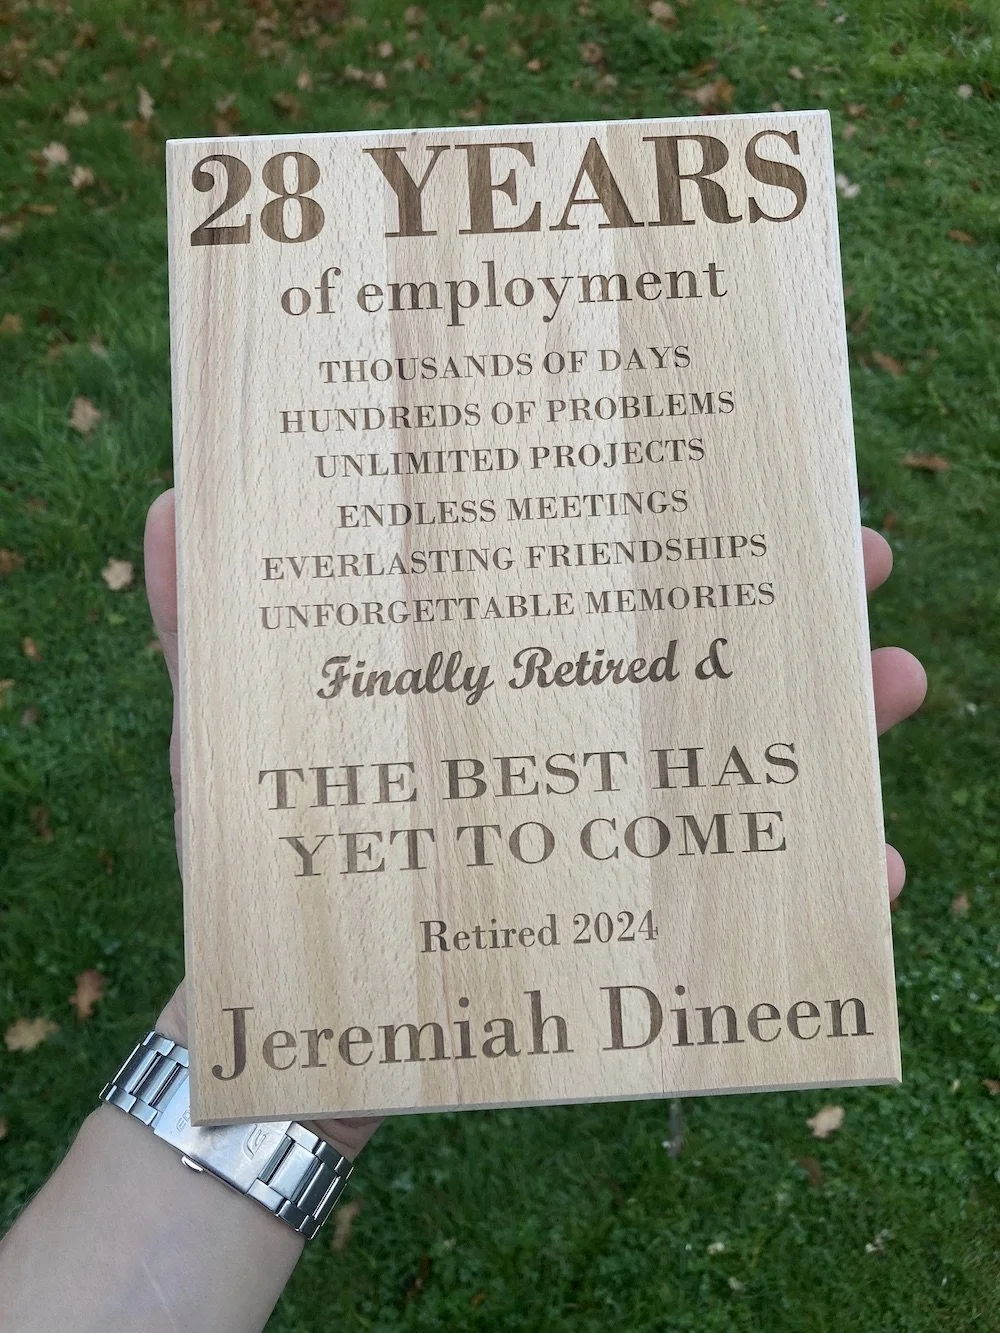 28 YEARS
of employment
THOUSANDS OF DAYS
HUNDREDS OF PROBLEMS
UNLIMITED PROJECTS
ENDLESS MEETINGS
EVERLASTING FRIENDSHIPS
UNFORGETTABLE MEMORIES
Finally Retired &
THE BEST HAS
YET TO COME
Retired 2024
Jeremiah Dineen